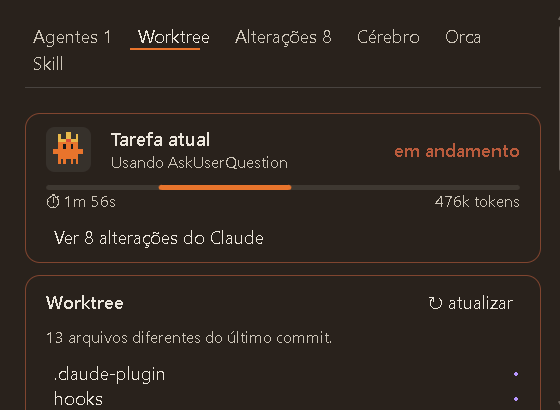 Agentes 1 Worktree Alterações 8 Cérebro Orca
Skill
Tarefa atual
Usando AskUserQuestion
em andamento
⏱ 1m 56s 476k tokens
Ver 8 alterações do Claude
Worktree ↻ atualizar
13 arquivos diferentes do último commit.
.claude-plugin
hooks